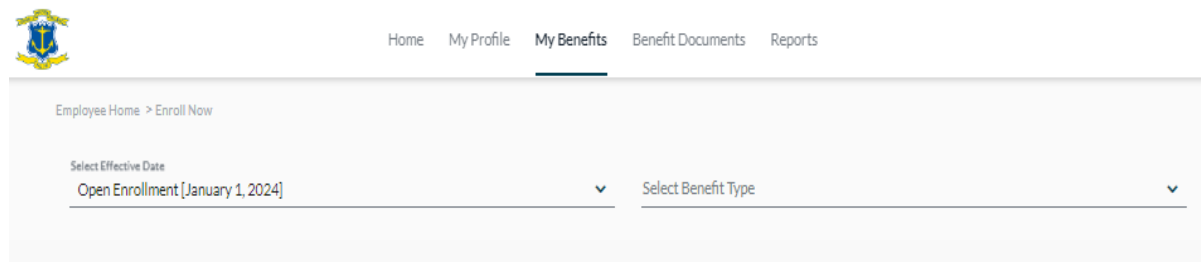 Home My Profile My Benefits Benefit Documents Reports
Employee Home > Enroll Now
Select Effective Date
Open Enrollment [January 1, 2024] Select Benefit Type